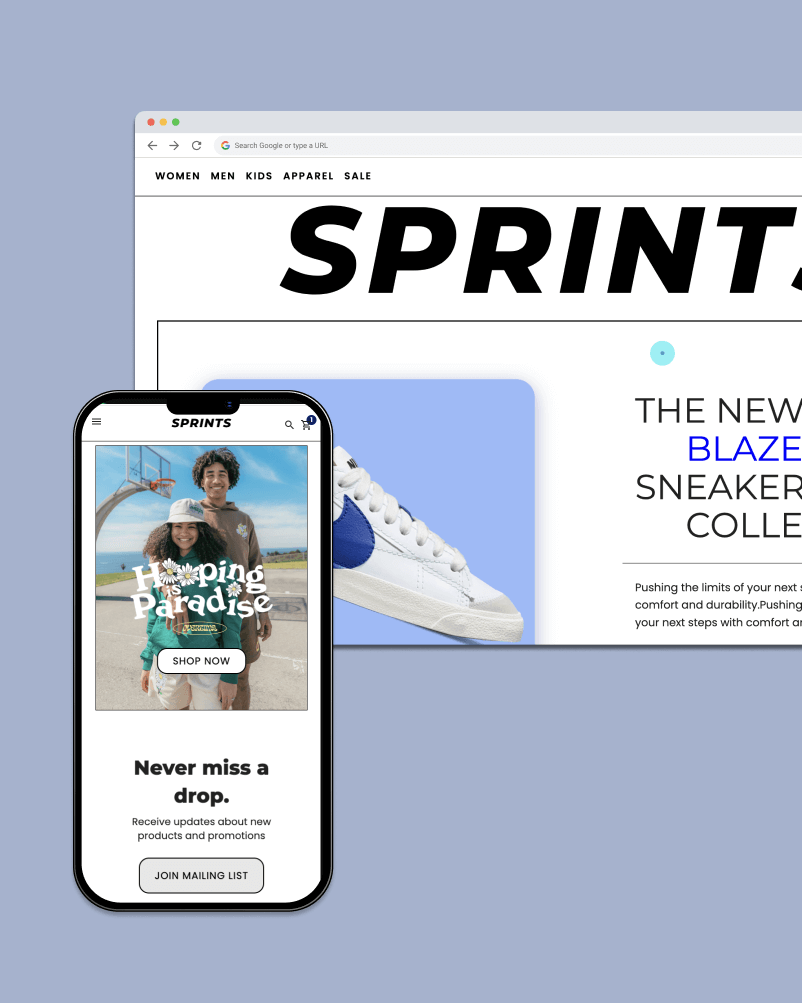 Search Google or type a URL
WOMEN MEN KIDS APPAREL SALE
SPRINTS
THE NEW
BLAZE
SNEAKER
COLLE
Pushing the limits of your next s
comfort and durability.Pushing
your next steps with comfort an
SPRINTS
1
Hooping
is
Paradise
SHOP NOW
Never miss a
drop.
Receive updates about new
products and promotions
JOIN MAILING LIST